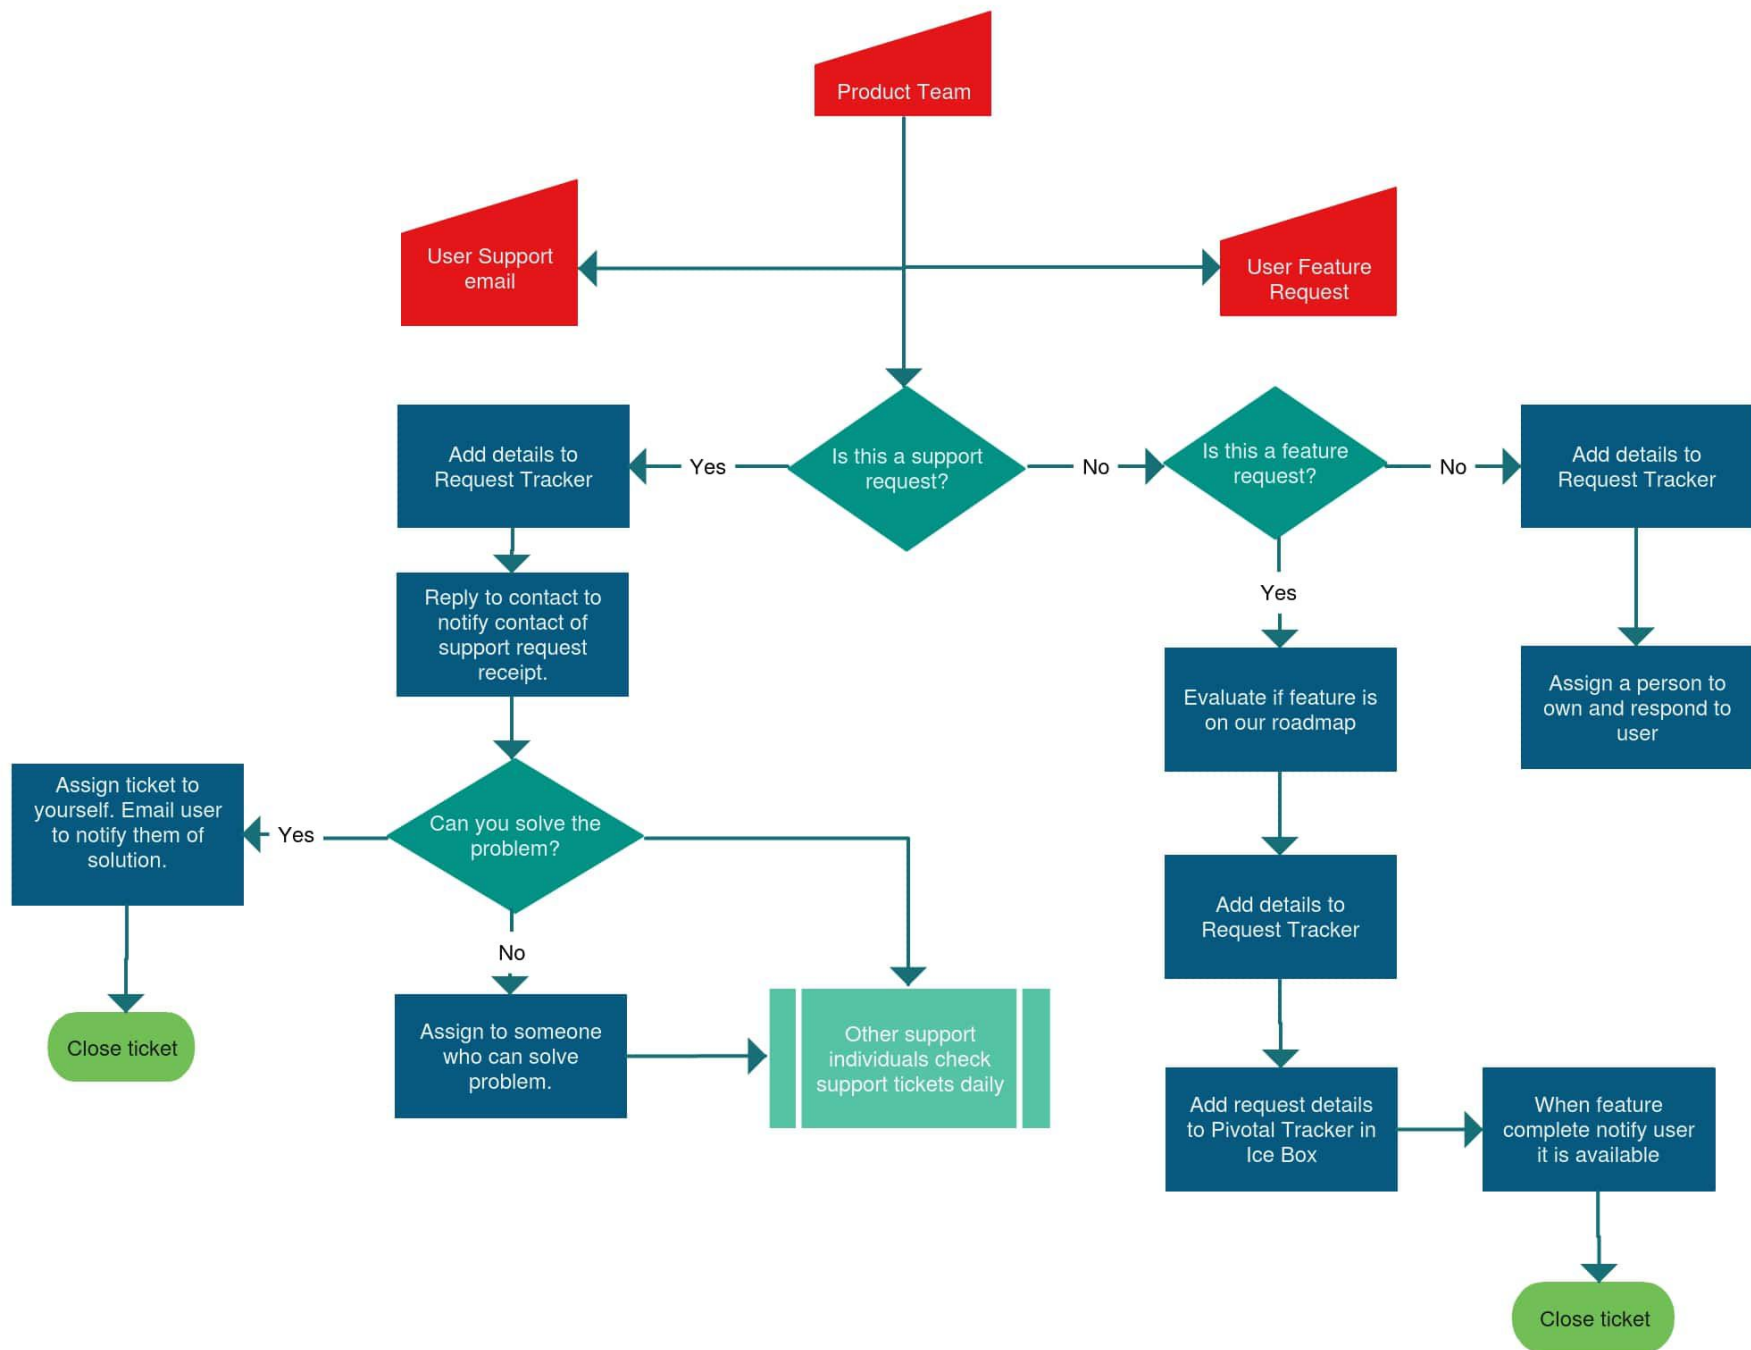 Product Team
User Support
email
User Feature
Request
Add details to
Request Tracker
Yes
Is this a support
request?
No
Is this a feature
request?
No
Add details to
Request Tracker
Reply to contact to
notify contact of
support request
receipt.
Yes
Evaluate if feature is
on our roadmap
Assign a person to
own and respond to
user
Assign ticket to
yourself. Email user
to notify them of
solution.
Yes
Can you solve the
problem?
No
Add details to
Request Tracker
Close ticket
Assign to someone
who can solve
problem.
Other support
individuals check
support tickets daily
Add request details
to Pivotal Tracker in
Ice Box
When feature
complete notify user
it is available
Close ticket